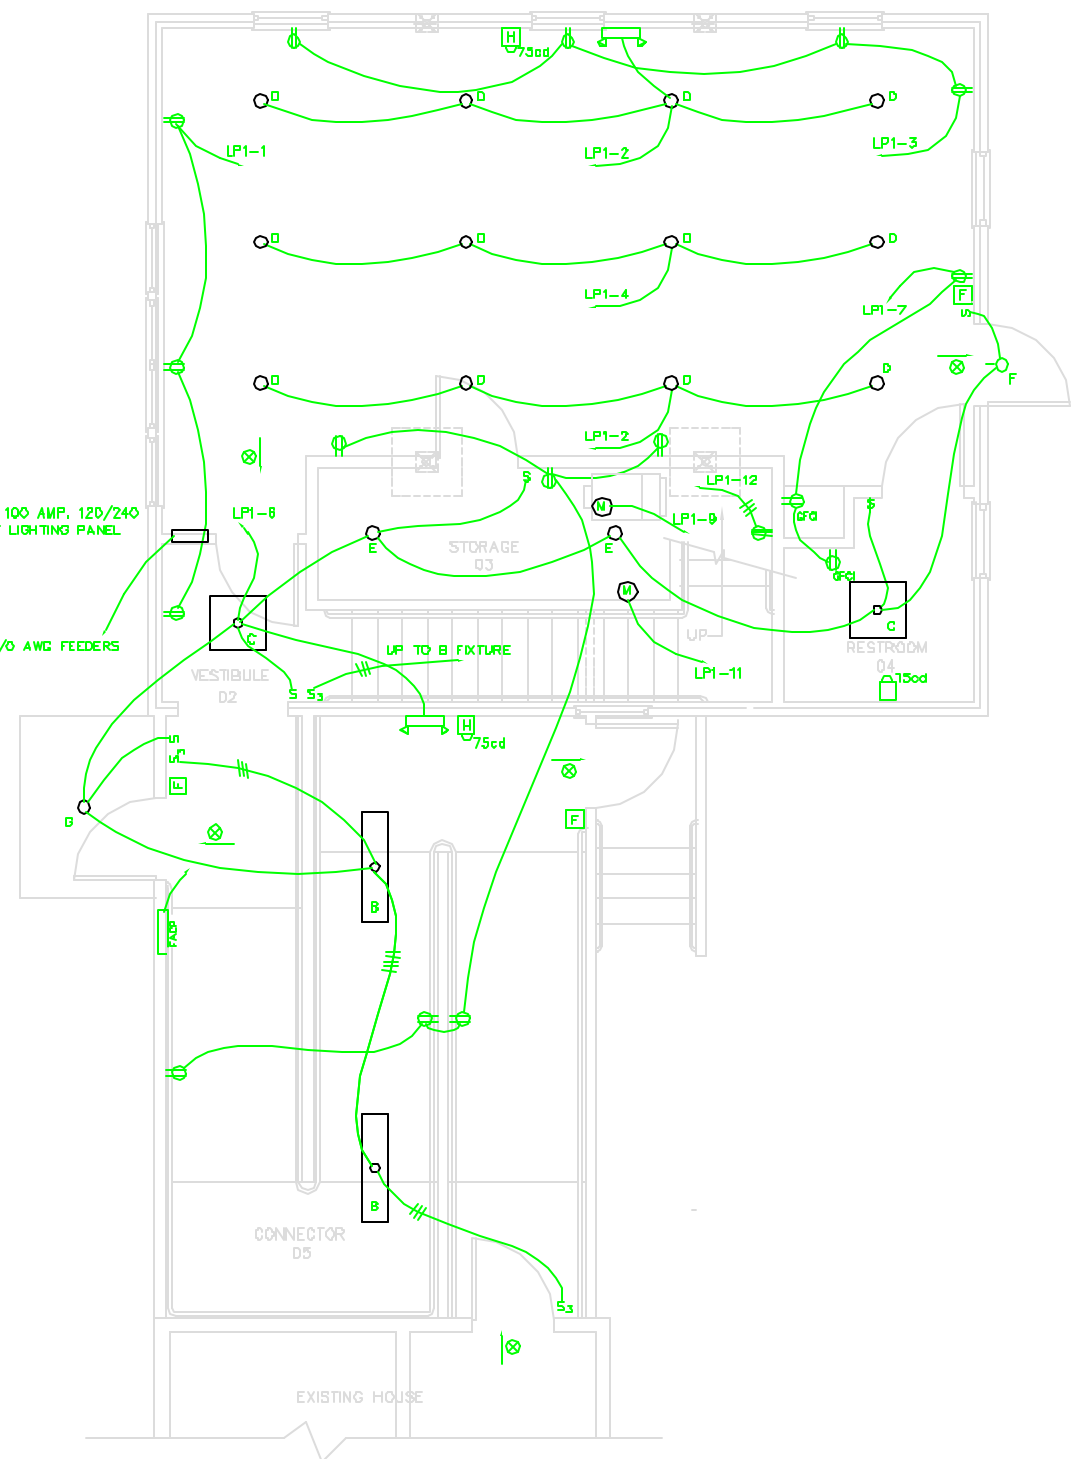 H
75cd
D D D D
LP1-1
LP1-2
LP1-3
D D D D
LP1-4
LP1-7
F
S
F
D D D D
LP1-2
S
LP1-12
100 AMP, 120/240
LIGHTING PANEL
LP1-6
M
LP1-9
GFCI
S
E
E
STORAGE
03
GFCI
M
C
C
/0 AWG FEEDERS
UP TO B FIXTURE
UP
RESTROOM
04
VESTIBULE
02
LP1-11
75cd
S S3
H
75cd
S
S3
F
G
F
B
FACP
B
CONNECTOR
05
S3
EXISTING HOUSE